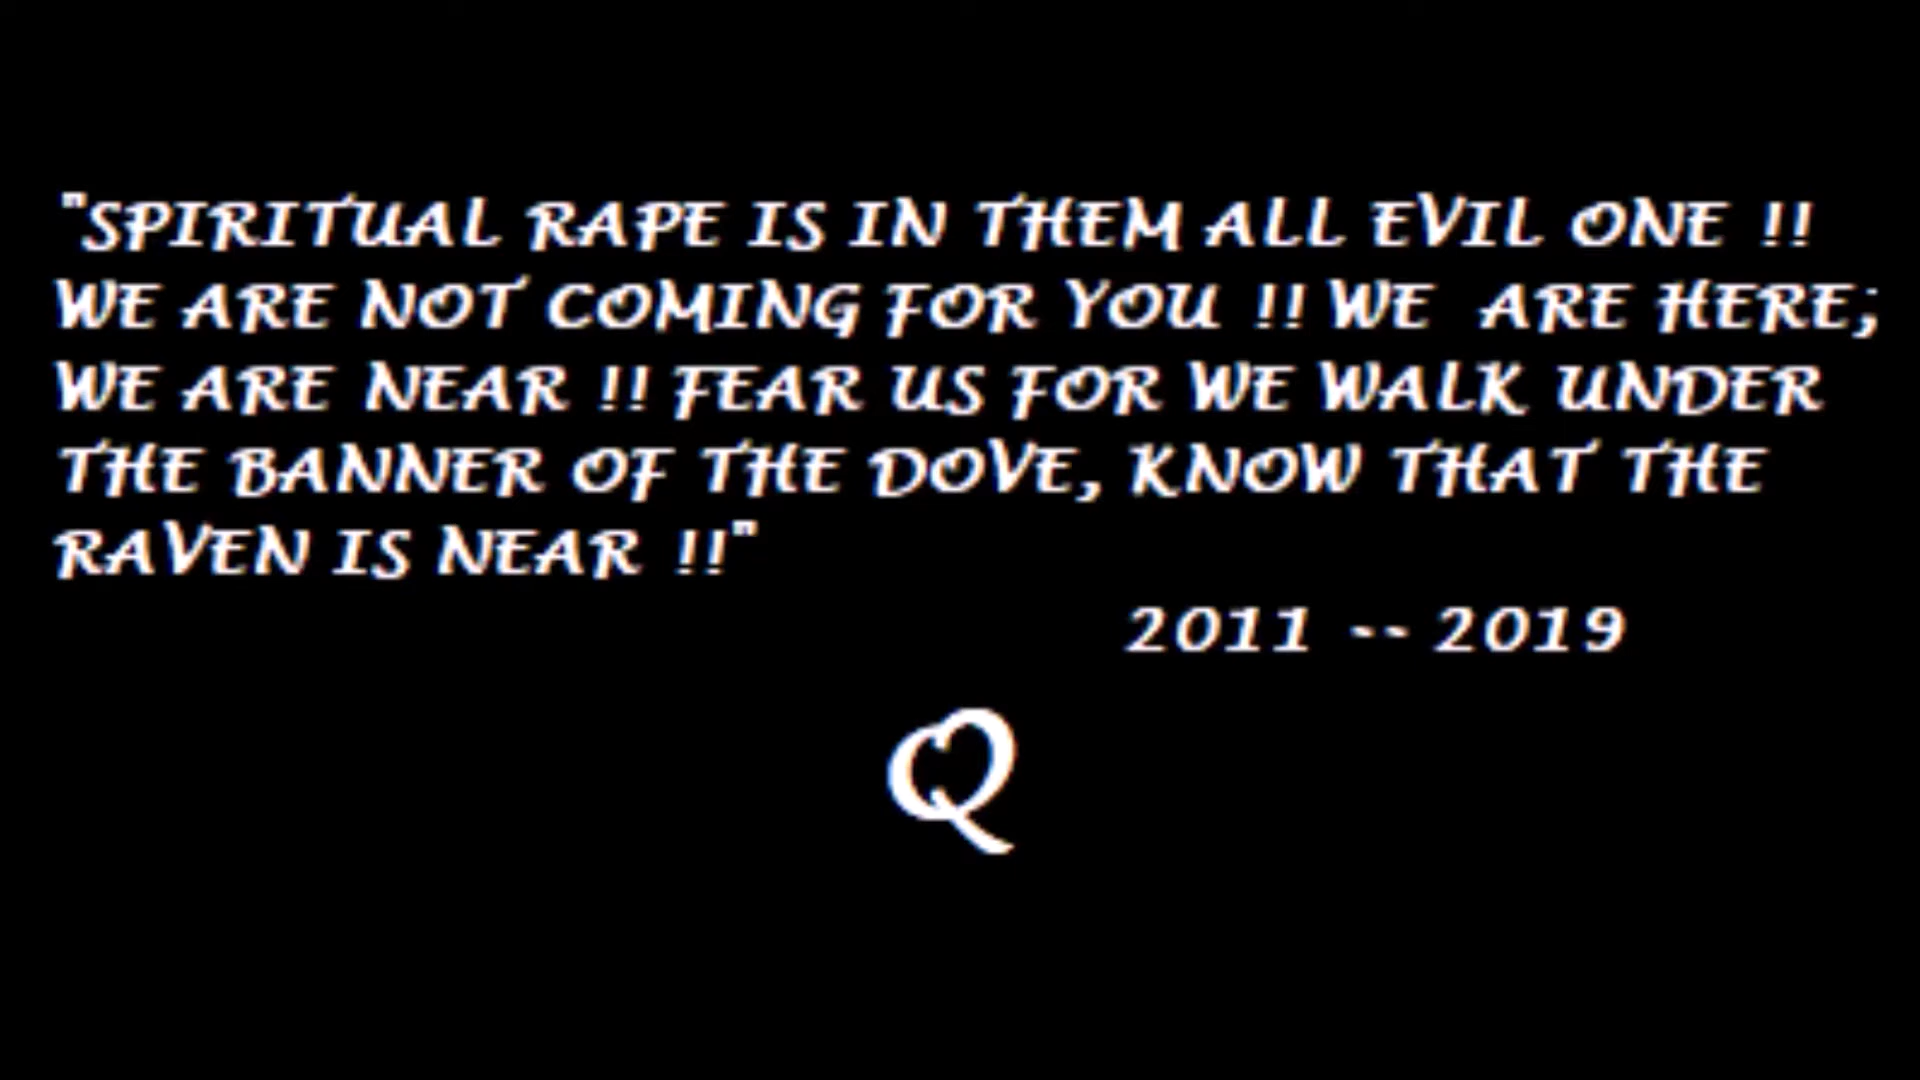 "SPIRITUAL RAPE IS IN THEM ALL EVIL ONE !!
WE ARE NOT COMING FOR YOU !! WE ARE HERE;
WE ARE NEAR !! FEAR US FOR WE WALK UNDER
THE BANNER OF THE DOVE, KNOW THAT THE
RAVEN IS NEAR !!"
2011 -- 2019
Q